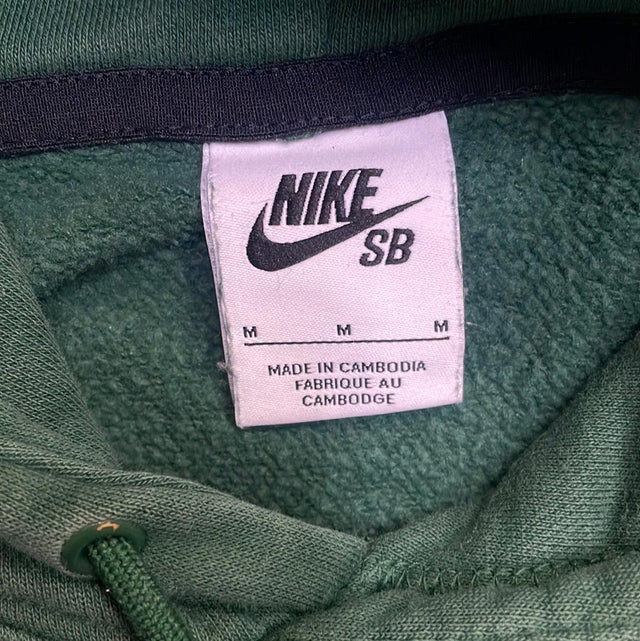 NIKE
SB
M M M
MADE IN CAMBODIA
FABRIQUE AU
CAMBODGE